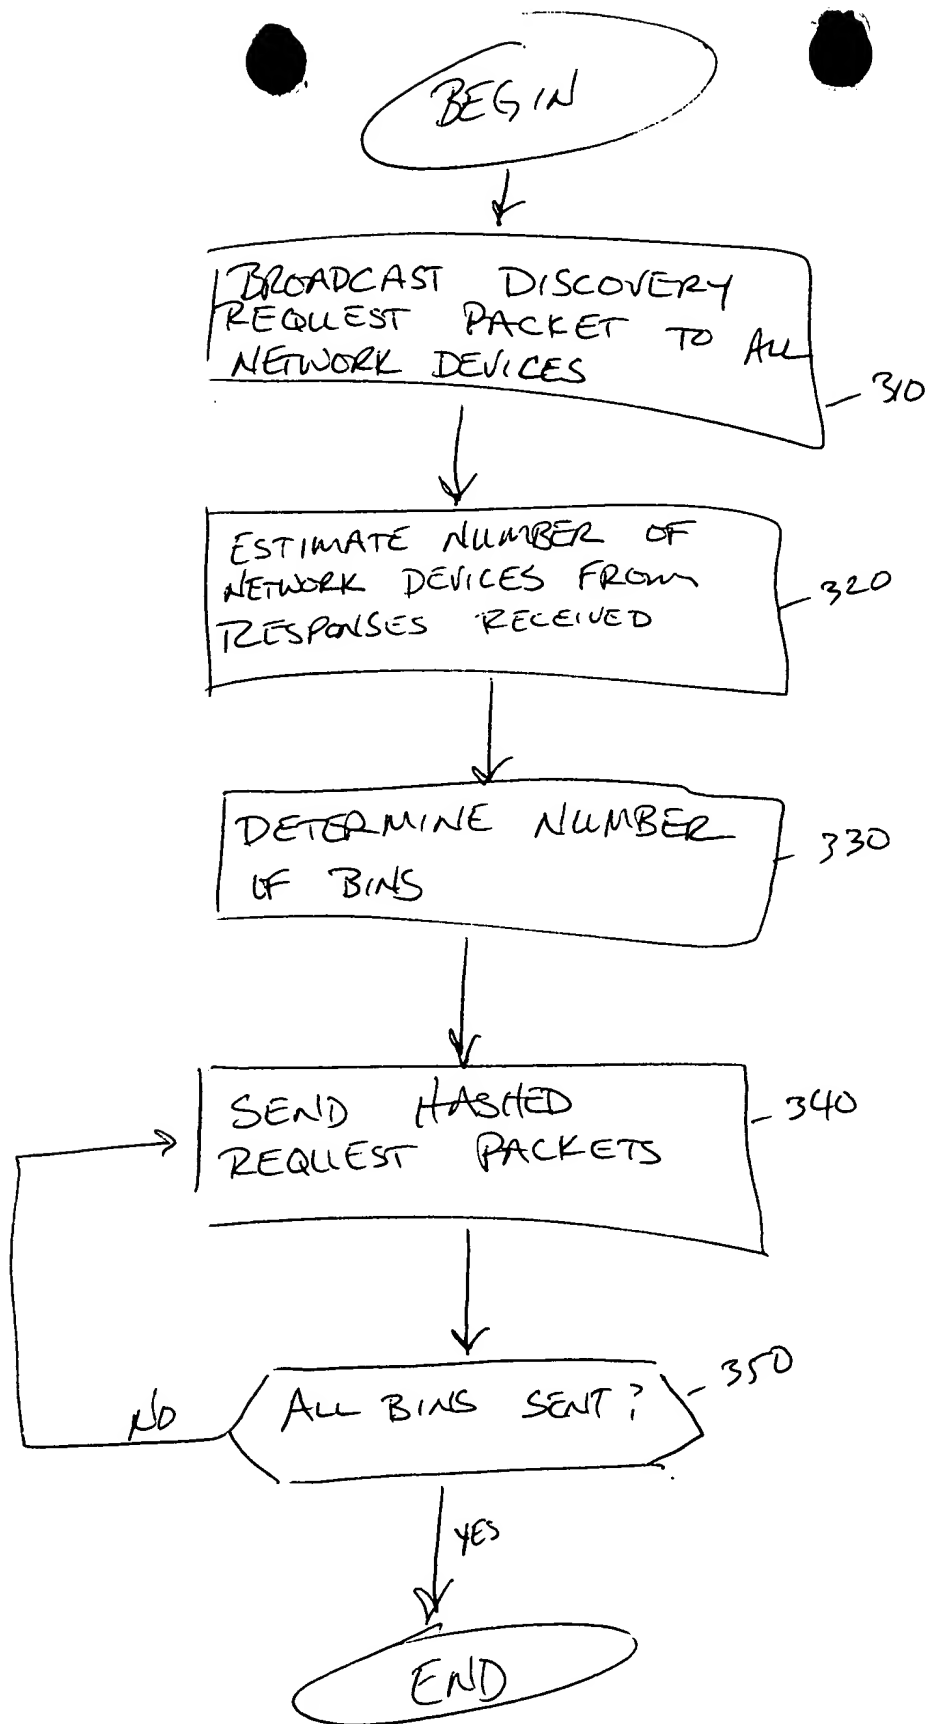 BEGIN
BROADCAST DISCOVERY
REQUEST PACKET TO ALL
NETWORK DEVICES
310
ESTIMATE NUMBER OF
NETWORK DEVICES FROM
RESPONSES RECEIVED
320
DETERMINE NUMBER
OF BINS
330
SEND HASHED
REQUEST PACKETS
340
ALL BINS SENT?
350
NO
YES
END